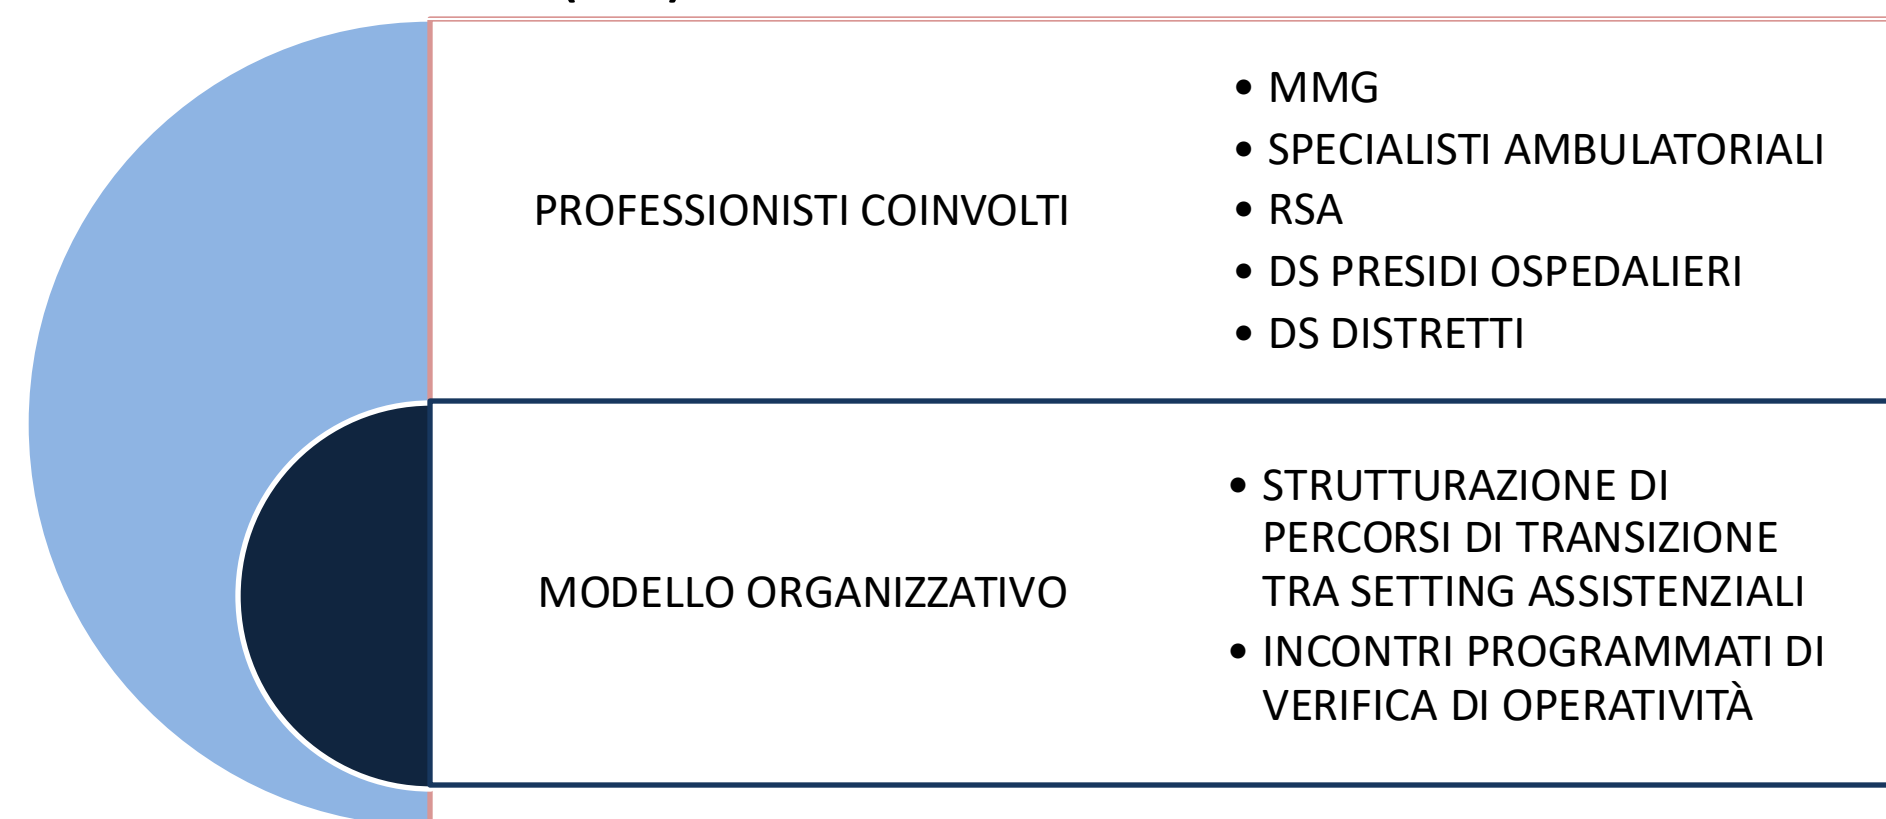 PROFESSIONISTI COINVOLTI
• MMG
• SPECIALISTI AMBULATORIALI
• RSA
• DS PRESIDI OSPEDALIERI
• DS DISTRETTI
MODELLO ORGANIZZATIVO
• STRUTTURAZIONE DI
PERCORSI DI TRANSIZIONE
TRA SETTING ASSISTENZIALI
• INCONTRI PROGRAMMATI DI
VERIFICA DI OPERATIVITÀ